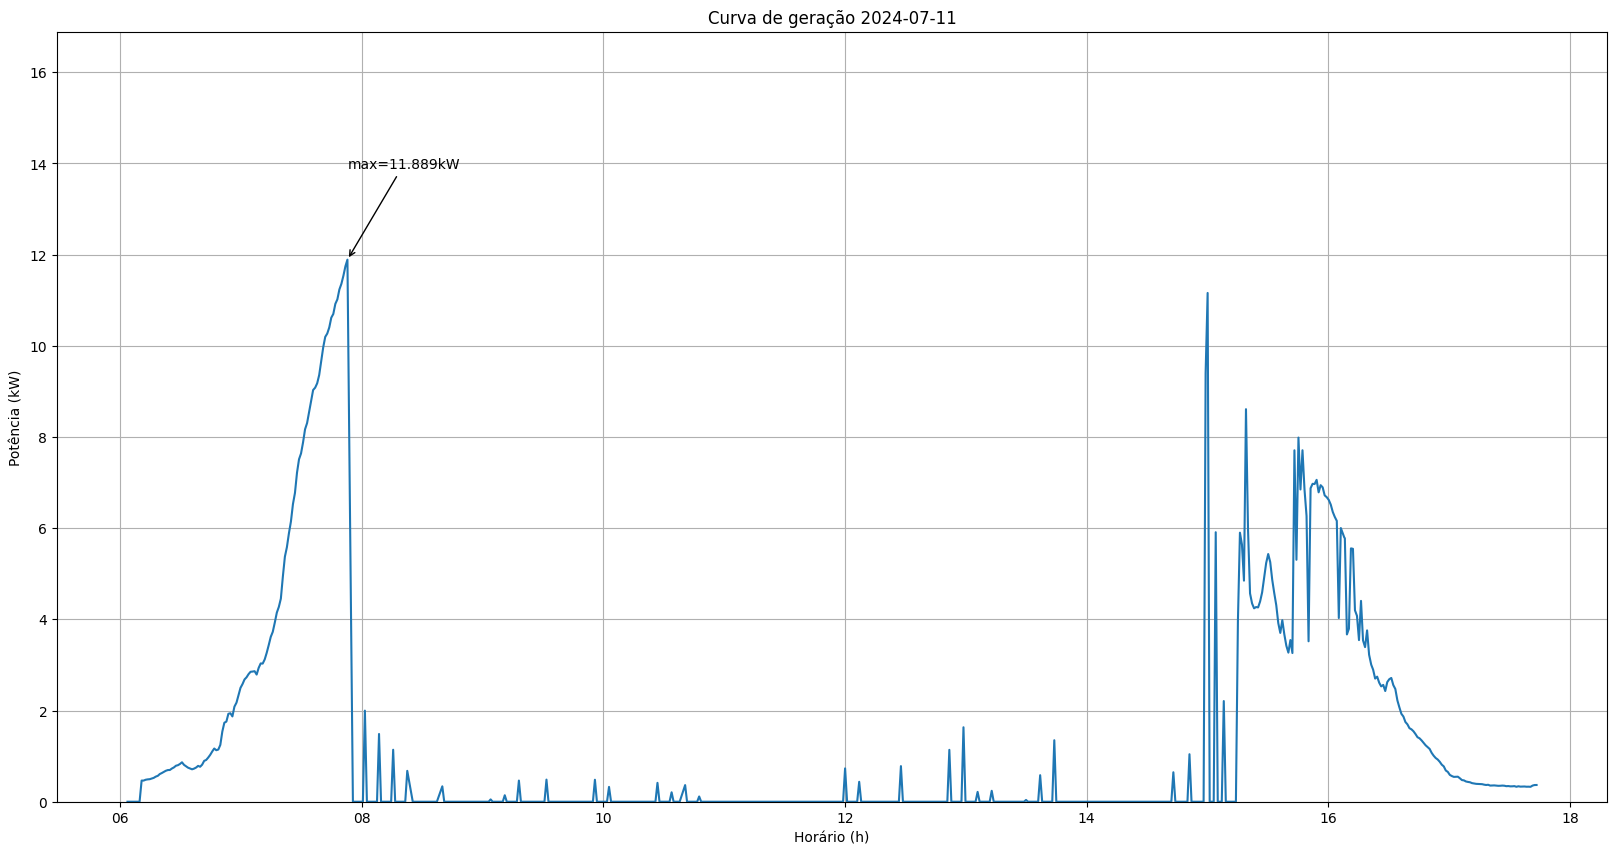 Curva de geração 2024-07-11
16
14
12
10
8
6
4
2
0
max=11.889kW
Potência (kW)
06 08 10 12 14 16 18
Horário (h)